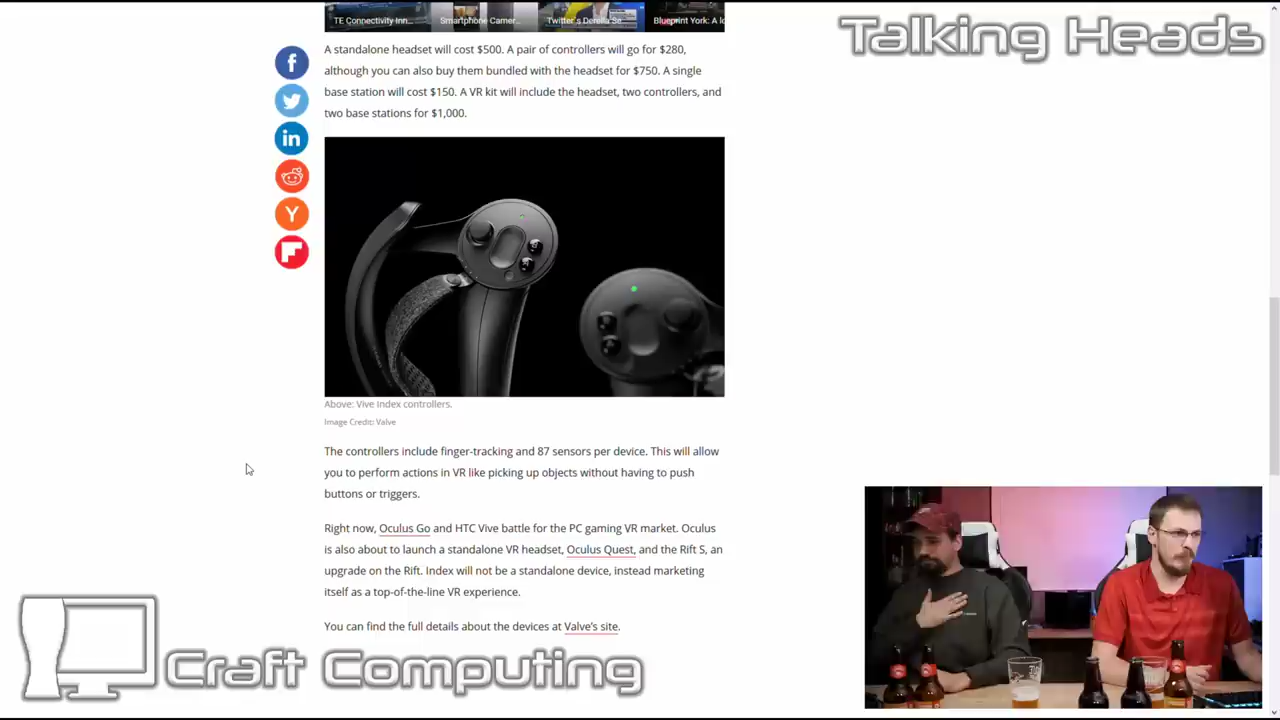 TE Connectivity Inn...
Smartphone Camer...
Twitter's Derella Se...
Blueprint York: A lo
Talking Heads
A standalone headset will cost $500. A pair of controllers will go for $280,
although you can also buy them bundled with the headset for $750. A single
base station will cost $150. A VR kit will include the headset, two controllers, and
two base stations for $1,000.
Above: Vive Index controllers.
Image Credit: Valve
The controllers include finger-tracking and 87 sensors per device. This will allow
you to perform actions in VR like picking up objects without having to push
buttons or triggers.
Right now, Oculus Go and HTC Vive battle for the PC gaming VR market. Oculus
is also about to launch a standalone VR headset, Oculus Quest, and the Rift S, an
upgrade on the Rift. Index will not be a standalone device, instead marketing
itself as a top-of-the-line VR experience.
You can find the full details about the devices at Valve's site.
Craft Computing